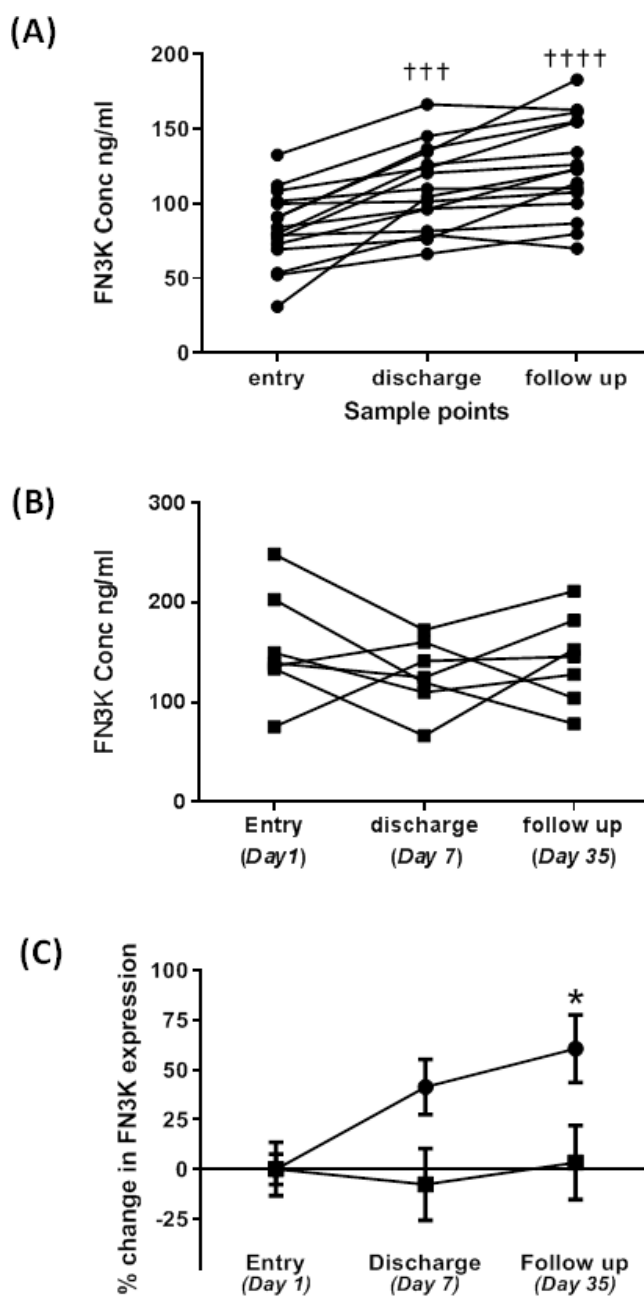 (A)
FN3K Conc ng/ml
200
150
100
50
0
†††
††††
entry discharge follow up
Sample points
(B)
FN3K Conc ng/ml
300
200
100
0
Entry discharge follow up
(Day1) (Day 7) (Day 35)
(C)
% change in FN3K expression
100
75
50
25
0
-25
*
Entry Discharge Follow up
(Day 1) (Day 7) (Day 35)